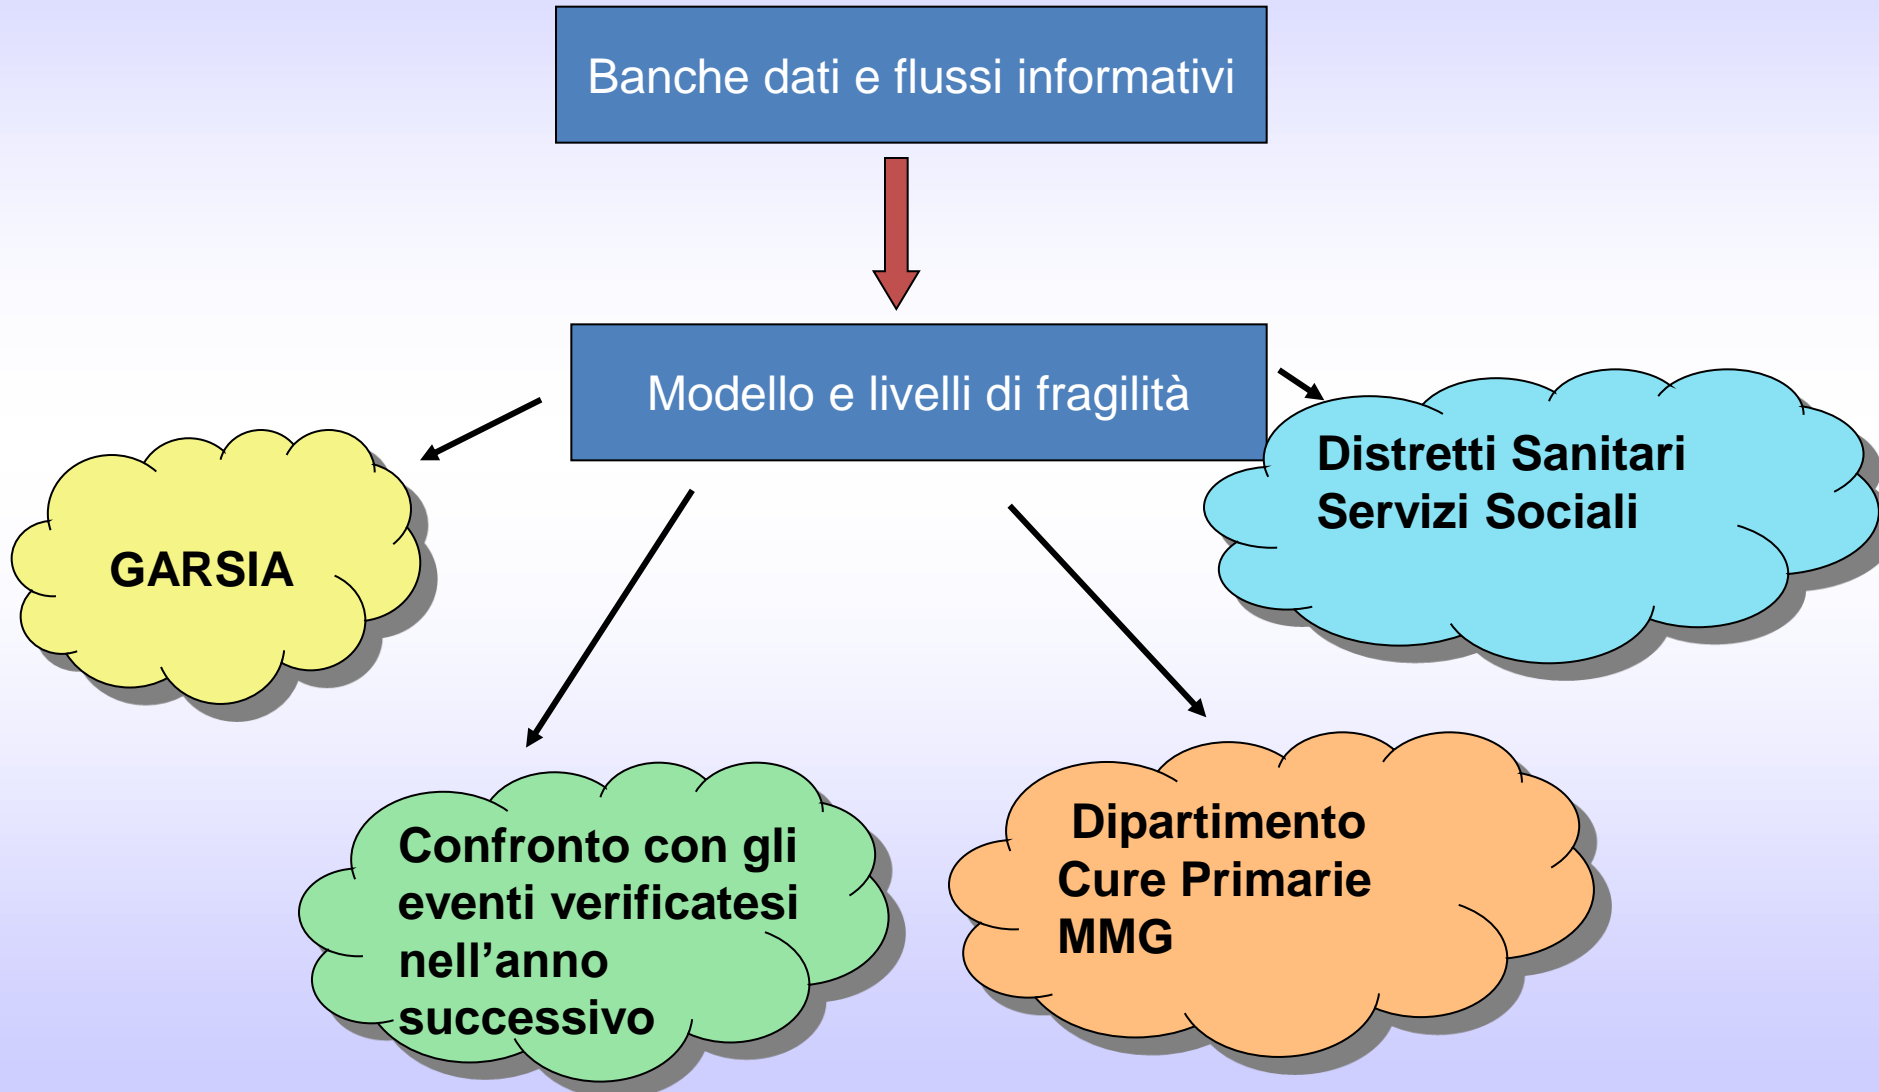 Banche dati e flussi informativi
Modello e livelli di fragilità
Distretti Sanitari
Servizi Sociali
GARSIA
Confronto con gli
eventi verificatesi
nell’anno
successivo
Dipartimento
Cure Primarie
MMG